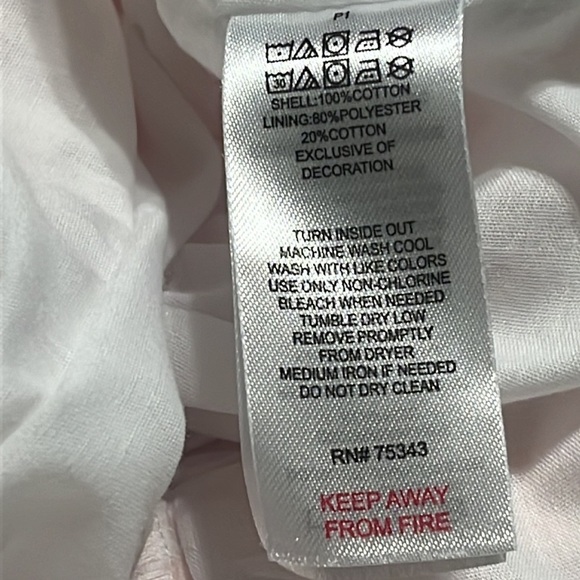 PI
30
SHELL:100%COTTON
LINING:80%POLYESTER
20%COTTON
EXCLUSIVE OF
DECORATION
TURN INSIDE OUT
MACHINE WASH COOL
WASH WITH LIKE COLORS
USE ONLY NON-CHLORINE
BLEACH WHEN NEEDED
TUMBLE DRY LOW
REMOVE PROMPTLY
FROM DRYER
MEDIUM IRON IF NEEDED
DO NOT DRY CLEAN
RN# 75343
KEEP AWAY
FROM FIRE